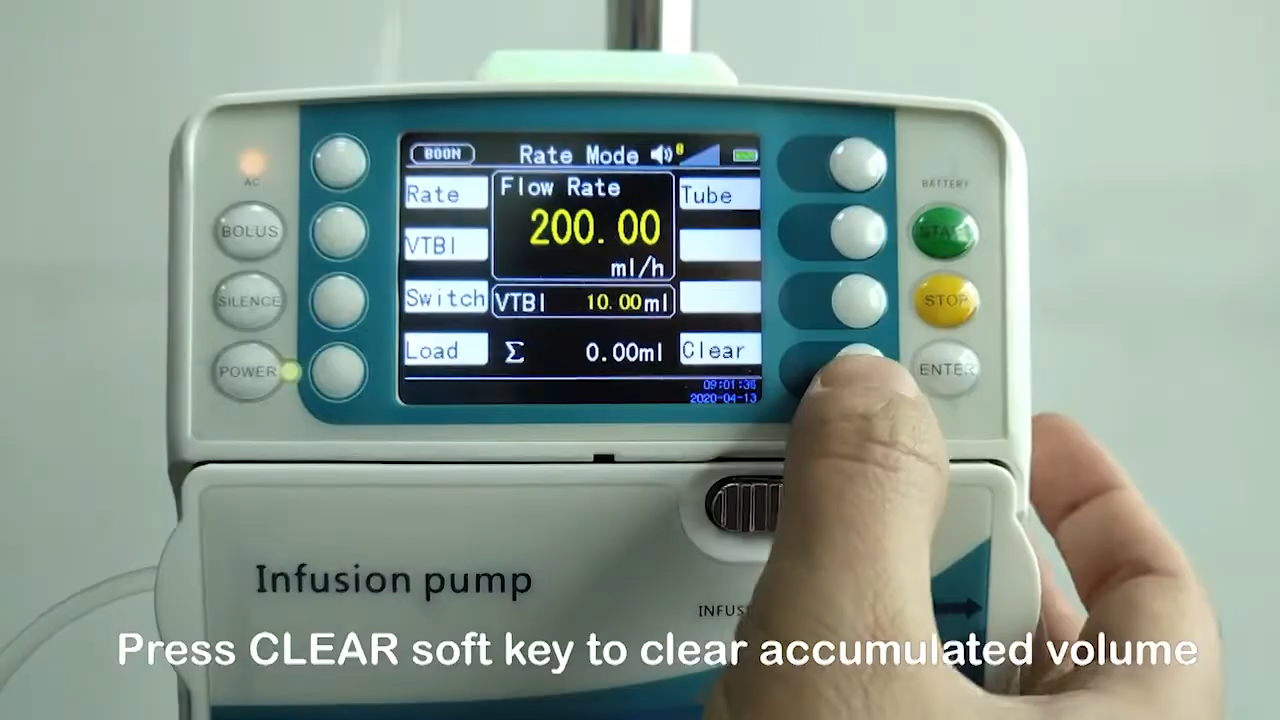 BOON Rate Mode
AC
BATTERY
Rate
Flow Rate
Tube
200.00
ml/h
BOLUS
START
VTBI
SILENCE
STOP
Switch
VTBI 10.00ml
POWER
ENTER
Load
Σ 0.00ml
Clear
09:01:36
2020-04-13
Infusion pump
Press CLEAR soft key to clear accumulated volume